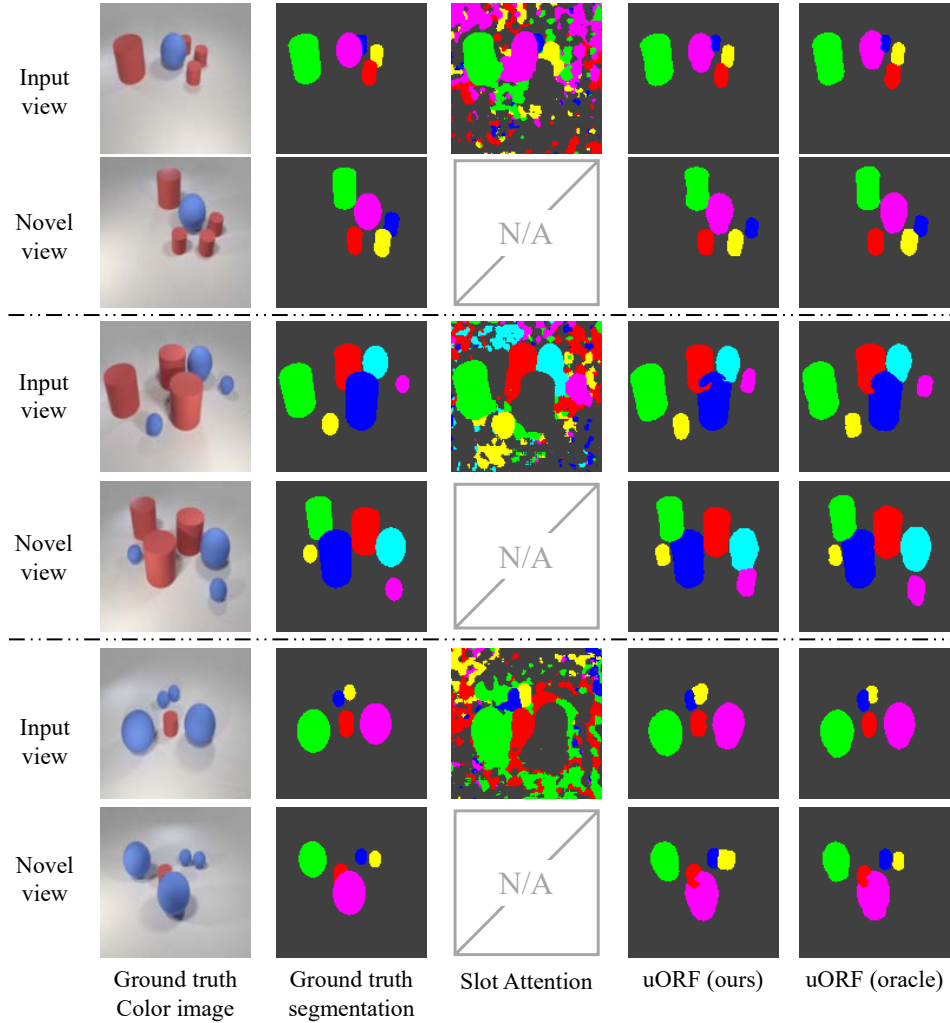 Input
view
Novel
view
N/A
Input
view
Novel
view
N/A
Input
view
Novel
view
N/A
Ground truth
Color image
Ground truth
segmentation
Slot Attention
uORF (ours)
uORF (oracle)